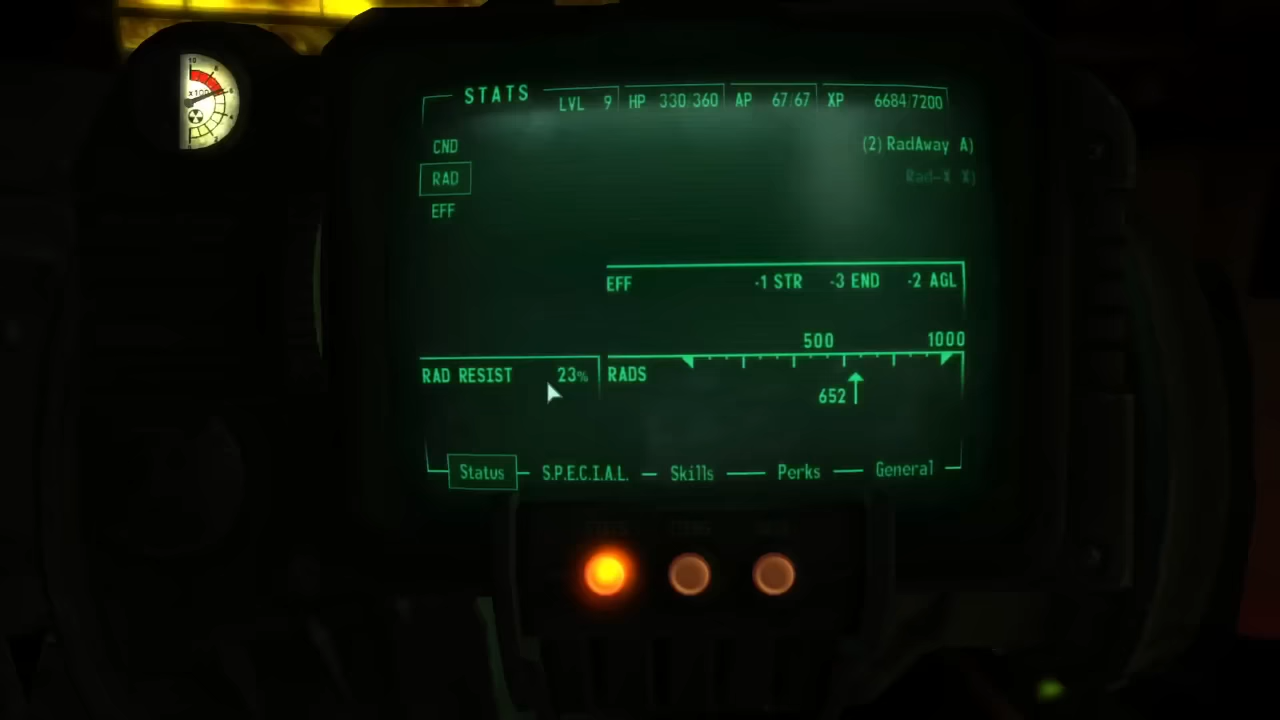 STATS LVL 9 HP 330/360 AP 67/67 XP 6684/7200
CND
(2) RadAway A)
RAD
Rad-X X)
EFF
EFF -1 STR -3 END -2 AGL
500 1000
RAD RESIST 23% RADS
652
Status S.P.E.C.I.A.L. Skills Perks General